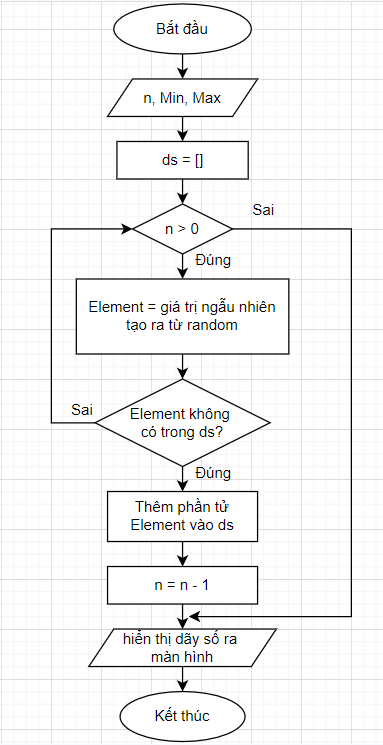 Bắt đầu
n, Min, Max
ds = []
Sai
n > 0
Đúng
Element = giá trị ngẫu nhiên
tạo ra từ random
Sai
Element không
có trong ds?
Đúng
Thêm phần tử
Element vào ds
n = n - 1
hiển thị dãy số ra
màn hình
Kết thúc